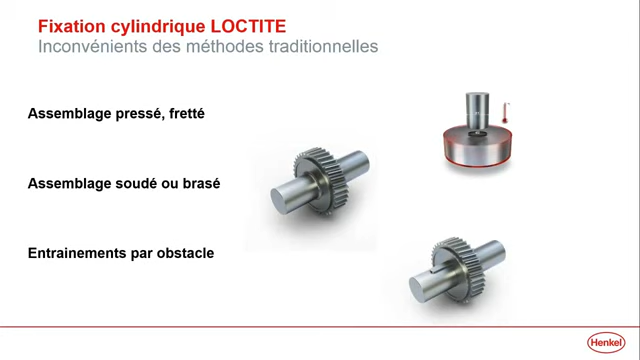 Fixation cylindrique LOCTITE
Inconvénients des méthodes traditionnelles
Assemblage pressé, fretté
Assemblage soudé ou brasé
Entrainements par obstacle
Henkel